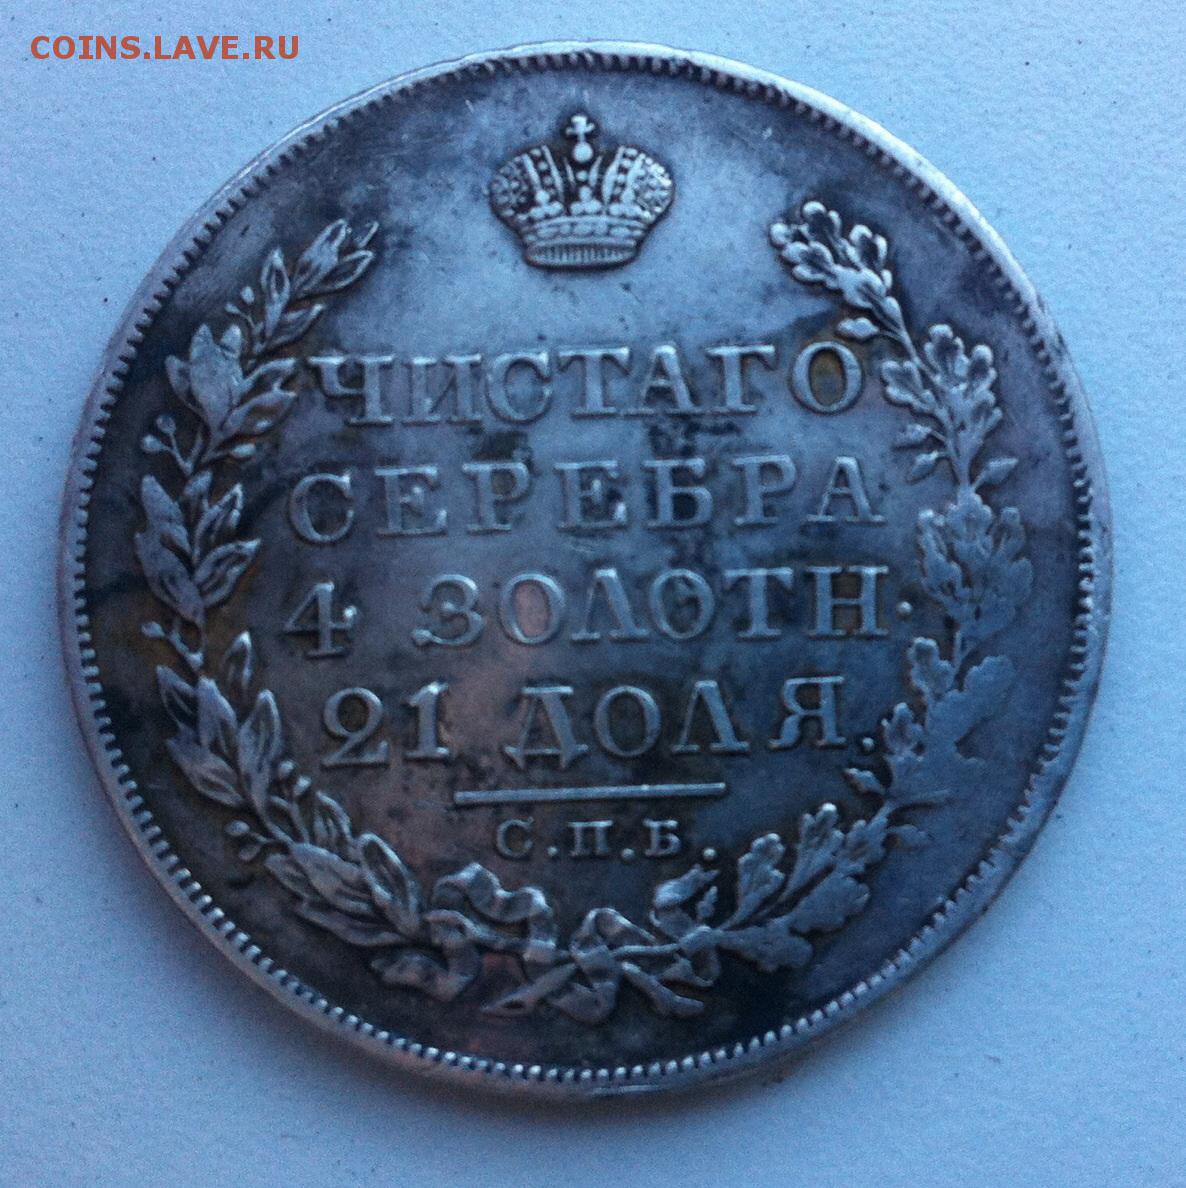 COINS.LAVE.RU
ЧИСТАГО
СЕРЕБРА
4 ЗОЛОТН.
21 ДОЛЯ.
С.П.Б.